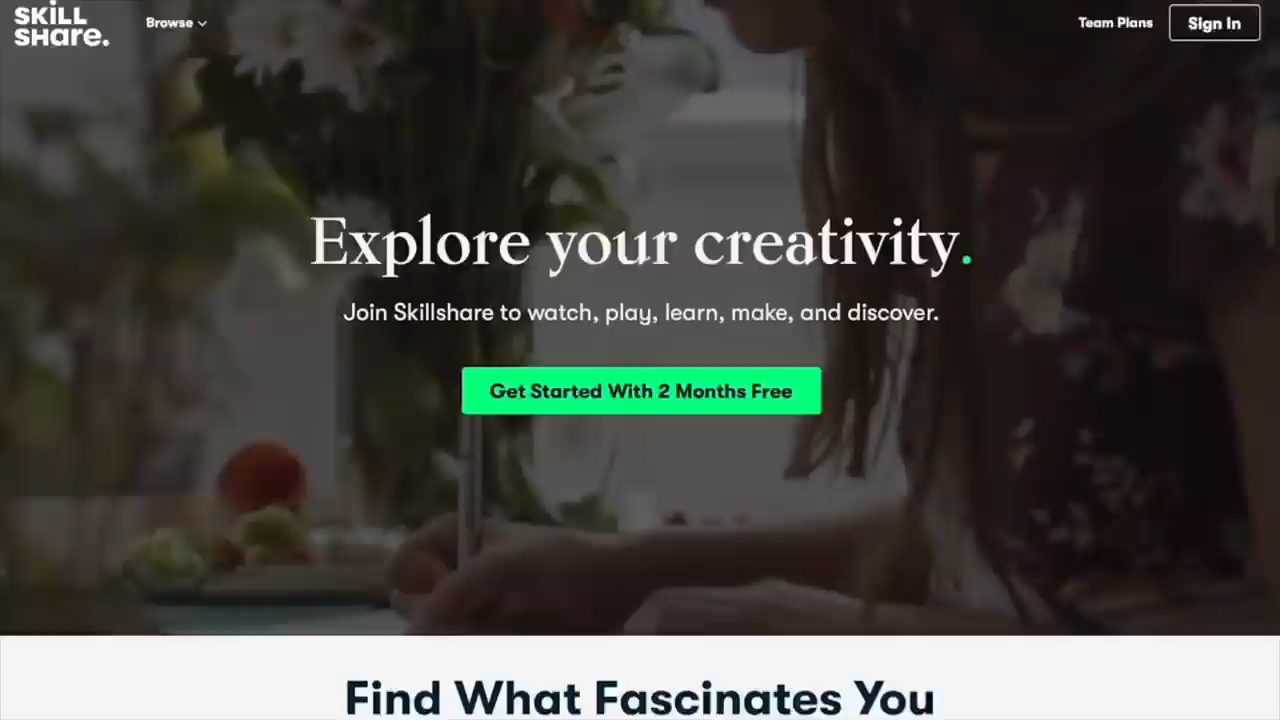 SKiLL
SHare.
Browse
Team Plans
Sign In
Explore your creativity.
Join Skillshare to watch, play, learn, make, and discover.
Get Started With 2 Months Free
Find What Fascinates You